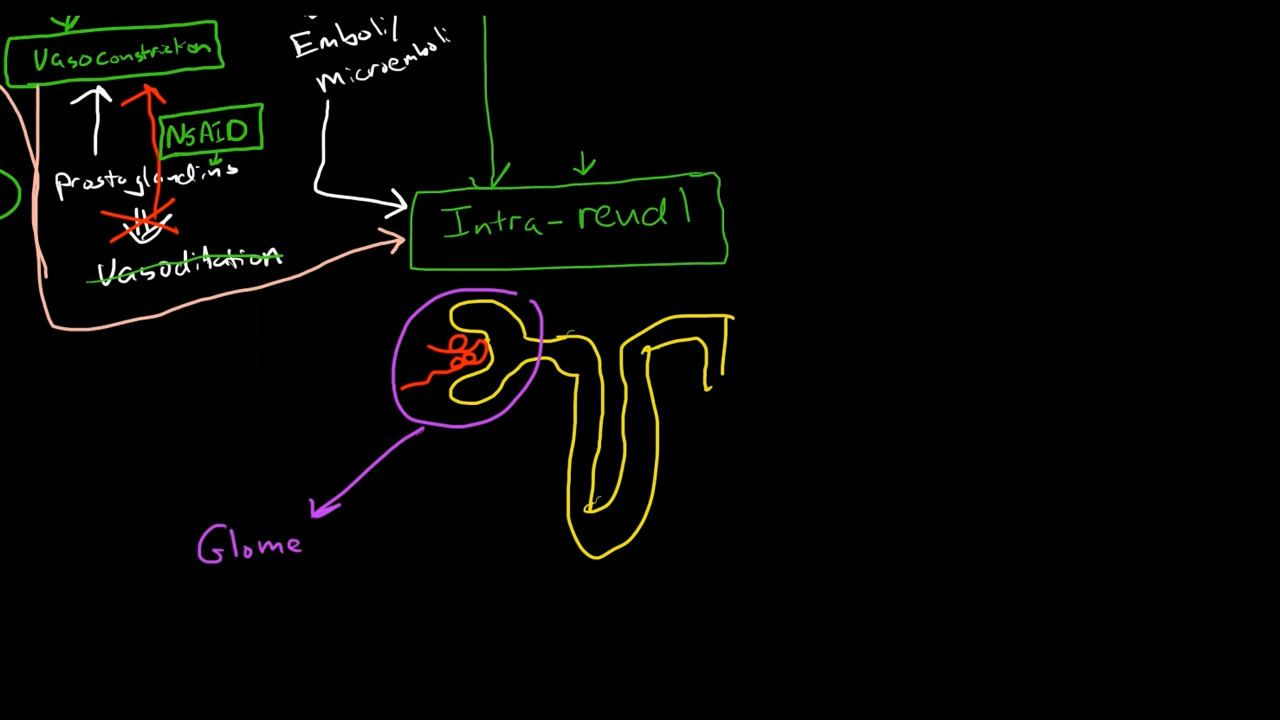 Vasoconstriction
Emboli/
microemboli
NSAID
prostaglandins
Vasodilation
Intra-renal
Glome